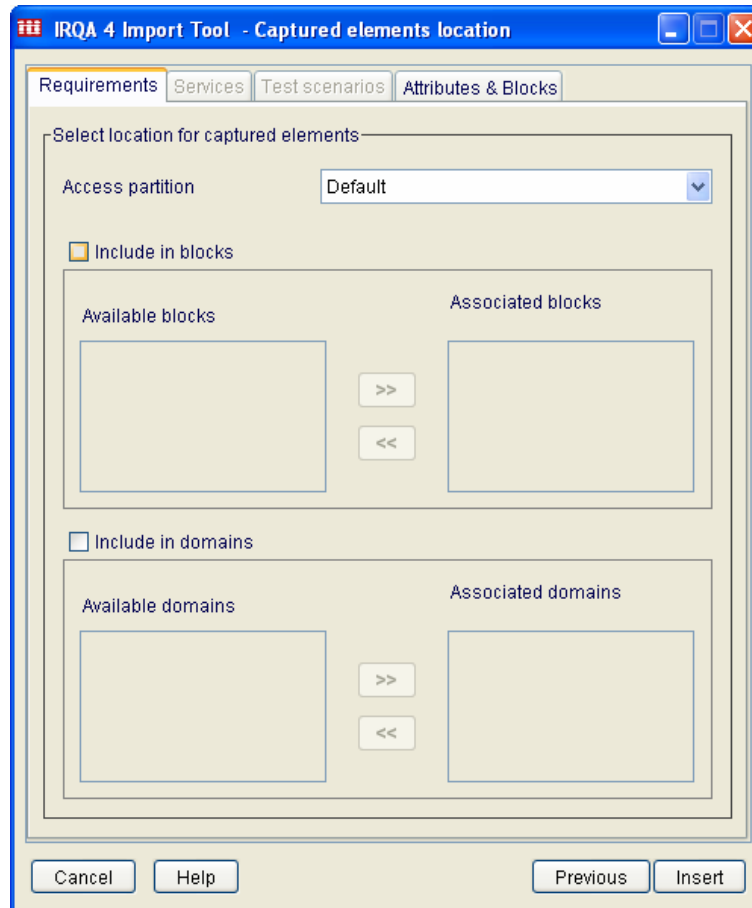 IRQA 4 Import Tool - Captured elements location
Requirements Services Test scenarios Attributes & Blocks
Select location for captured elements
Access partition Default
Include in blocks
Available blocks Associated blocks
>>
<<
Include in domains
Available domains Associated domains
>>
<<
Cancel Help Previous Insert